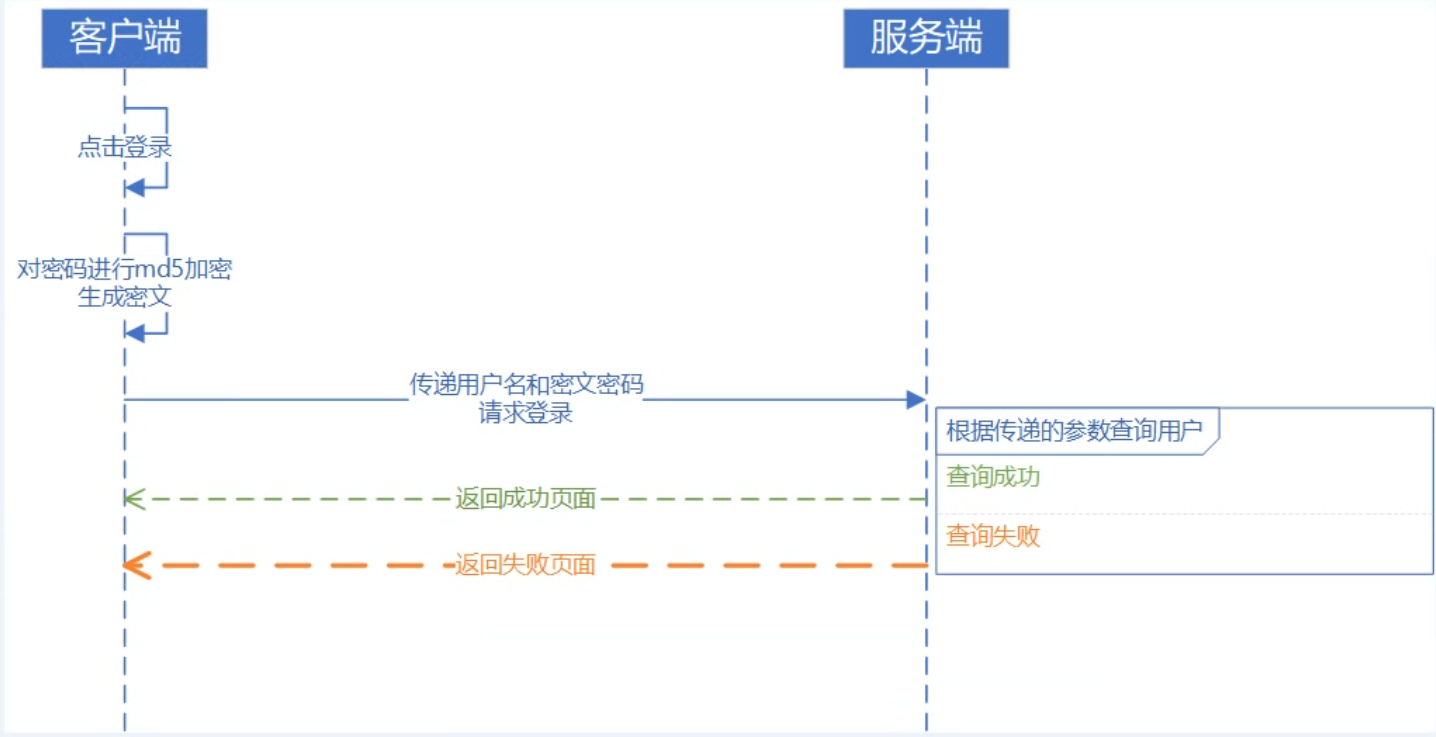 客户端
服务端
点击登录
对密码进行md5加密
生成密文
传递用户名和密文密码
请求登录
根据传递的参数查询用户
查询成功
返回成功页面
查询失败
返回失败页面